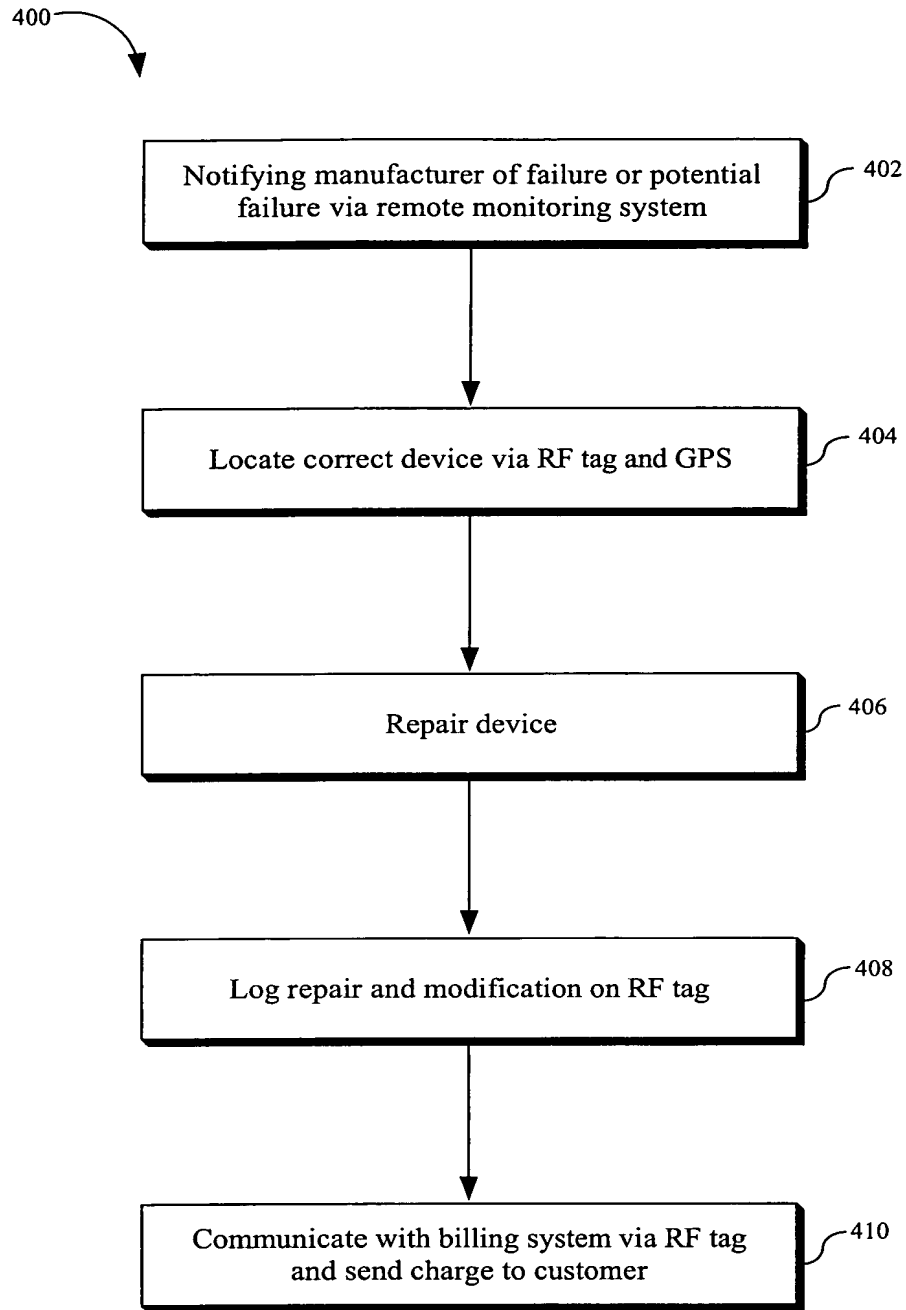 400
Notifying manufacturer of failure or potential
failure via remote monitoring system
402
Locate correct device via RF tag and GPS
404
Repair device
406
Log repair and modification on RF tag
408
Communicate with billing system via RF tag
and send charge to customer
410